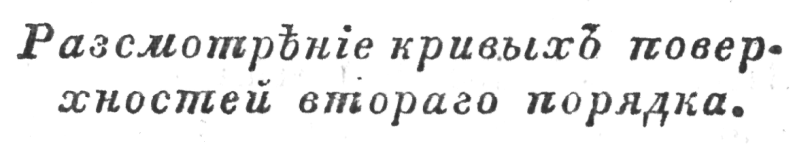 Разсмотрѣніе кривыхъ повер-
хностей втораго порядка.